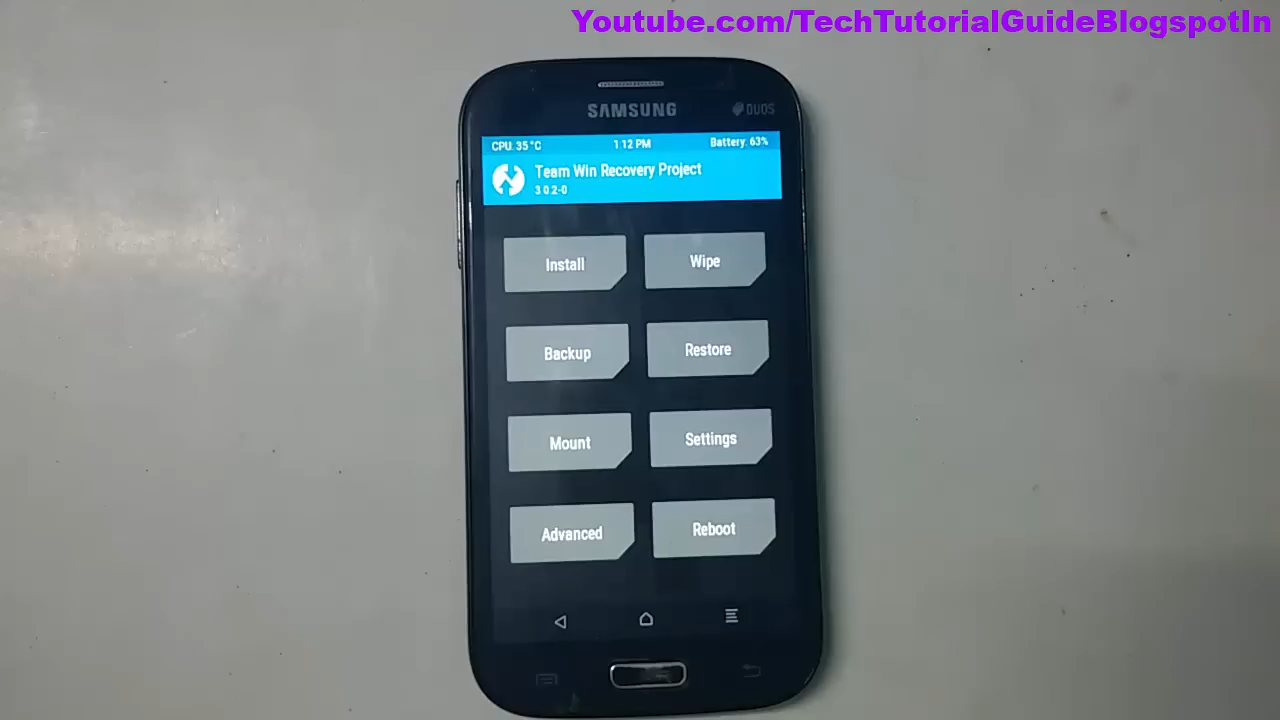 Youtube.com/TechTutorialGuideBlogspotIn
SAMSUNG
DUOS
CPU: 35 °C
1:12 PM
Battery: 63%
Team Win Recovery Project
3.0.2-0
Install
Wipe
Backup
Restore
Mount
Settings
Advanced
Reboot